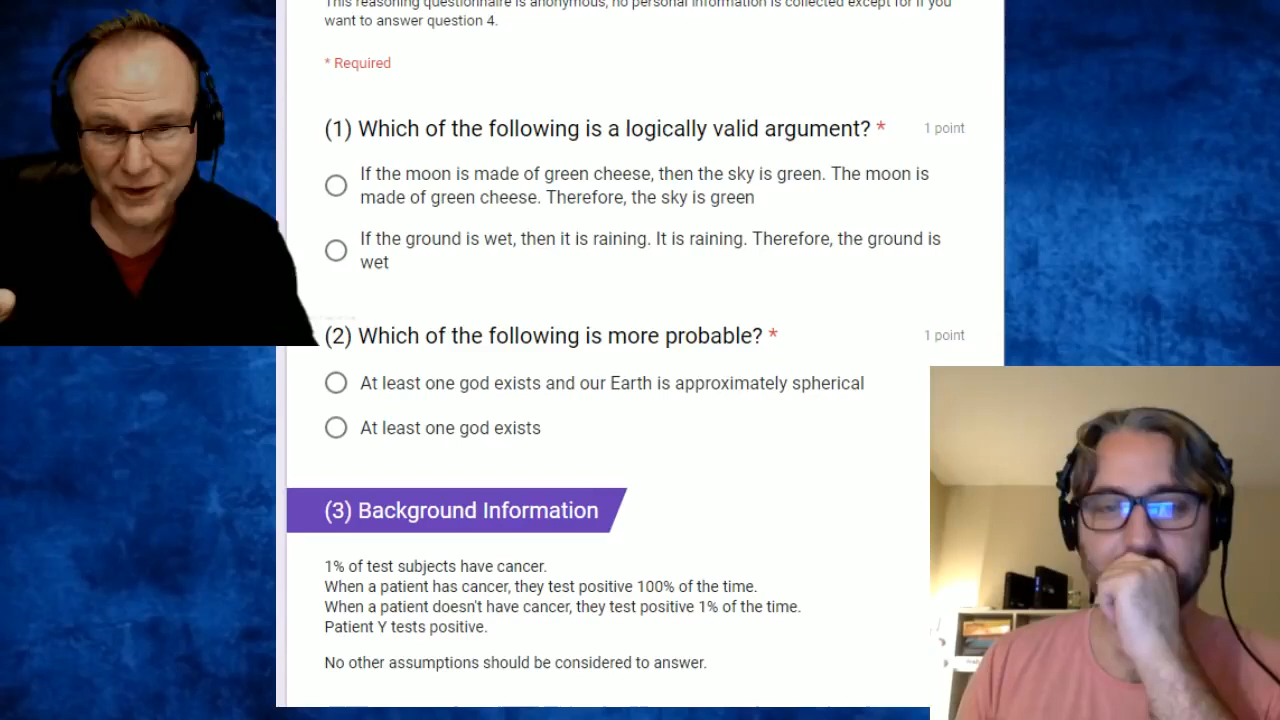 This reasoning questionnaire is anonymous, no personal information is collected except for if you
want to answer question 4.
* Required
(1) Which of the following is a logically valid argument? *
1 point
If the moon is made of green cheese, then the sky is green. The moon is
made of green cheese. Therefore, the sky is green
If the ground is wet, then it is raining. It is raining. Therefore, the ground is
wet
(2) Which of the following is more probable? *
1 point
At least one god exists and our Earth is approximately spherical
At least one god exists
(3) Background Information
1% of test subjects have cancer.
When a patient has cancer, they test positive 100% of the time.
When a patient doesn't have cancer, they test positive 1% of the time.
Patient Y tests positive.
No other assumptions should be considered to answer.